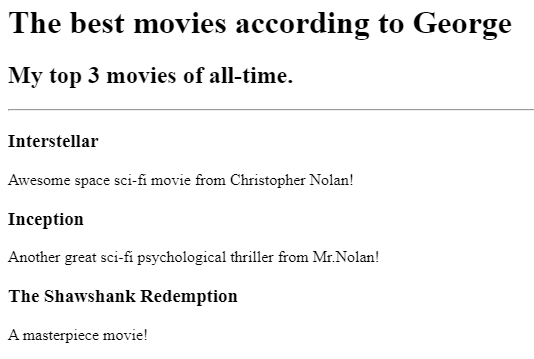 The best movies according to George
My top 3 movies of all-time.
Interstellar
Awesome space sci-fi movie from Christopher Nolan!
Inception
Another great sci-fi psychological thriller from Mr.Nolan!
The Shawshank Redemption
A masterpiece movie!